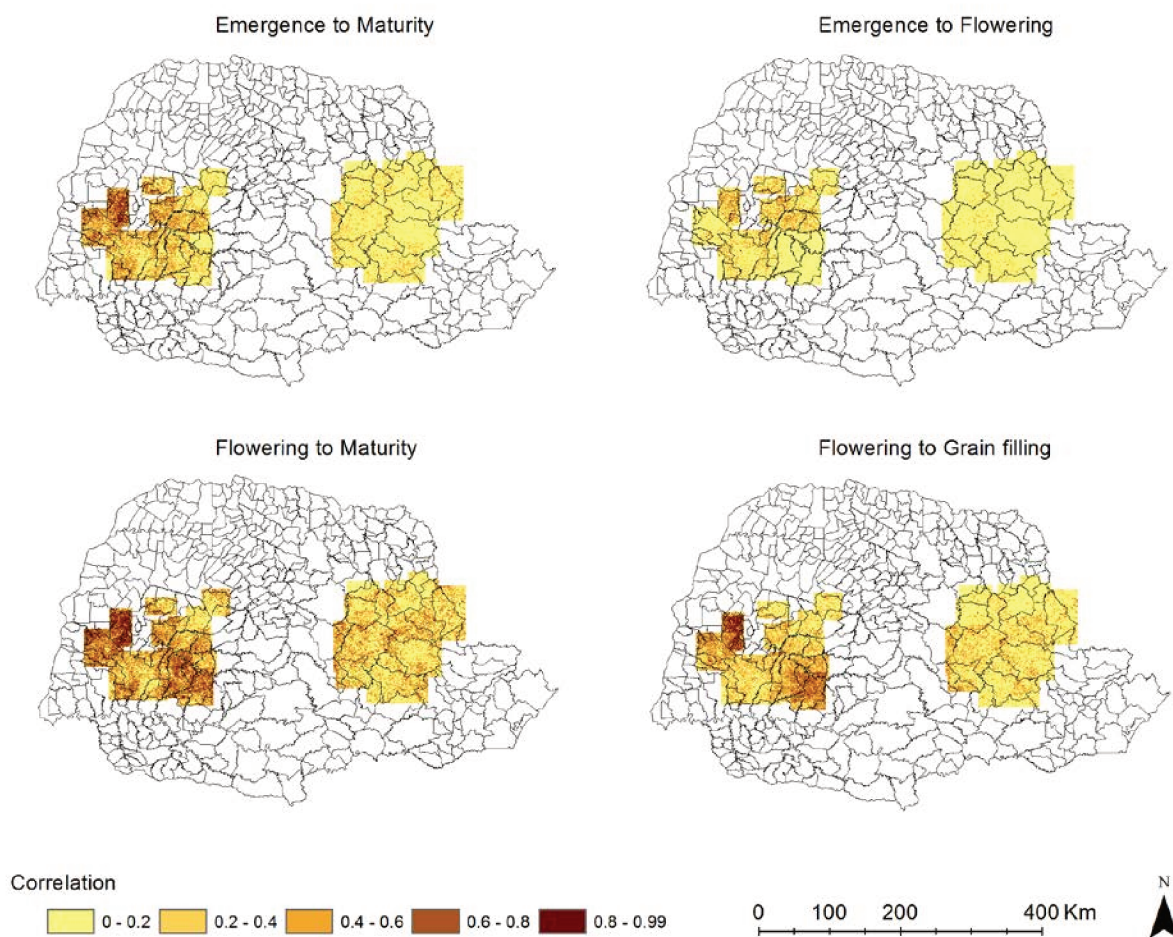 Emergence to Maturity
Emergence to Flowering
Flowering to Maturity
Flowering to Grain filling
Correlation
0 - 0.2
0.2 - 0.4
0.4 - 0.6
0.6 - 0.8
0.8 - 0.99
0 100 200 400 Km
N